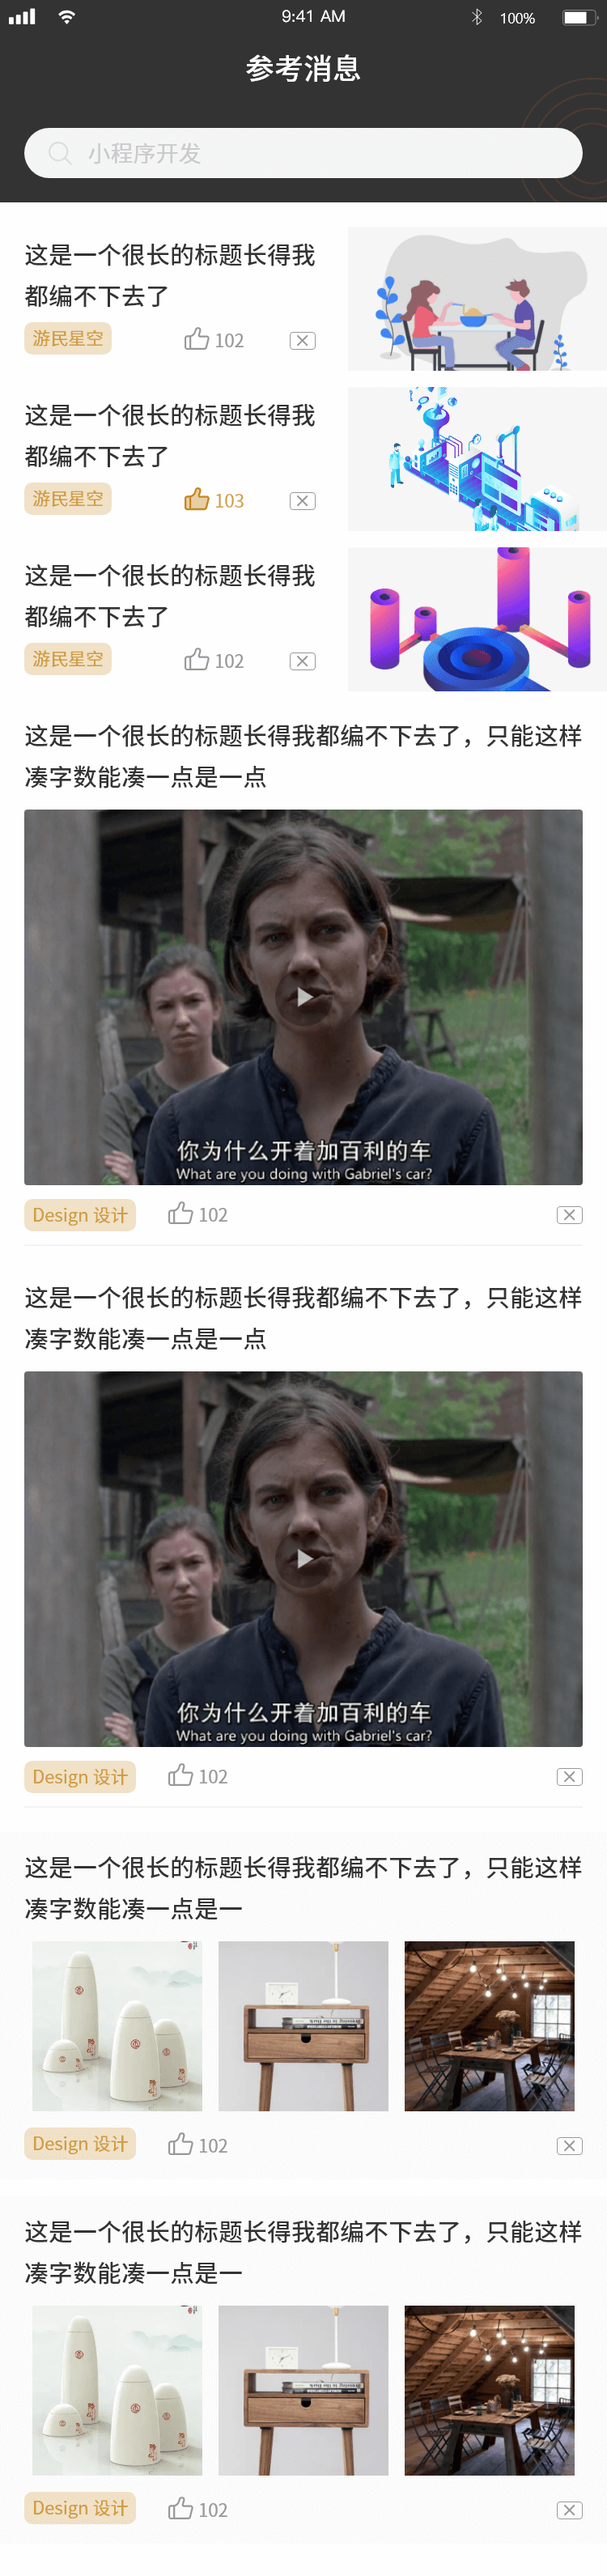 9:41 AM 100%
参考消息
小程序开发
这是一个很长的标题长得我
都编不下去了
游民星空 102
这是一个很长的标题长得我
都编不下去了
游民星空 103
这是一个很长的标题长得我
都编不下去了
游民星空 102
这是一个很长的标题长得我都编不下去了，只能这样
凑字数能凑一点是一点
你为什么开着加百利的车
What are you doing with Gabriel's car?
Design 设计 102
这是一个很长的标题长得我都编不下去了，只能这样
凑字数能凑一点是一点
你为什么开着加百利的车
What are you doing with Gabriel's car?
Design 设计 102
这是一个很长的标题长得我都编不下去了，只能这样
凑字数能凑一点是一
Design 设计 102
这是一个很长的标题长得我都编不下去了，只能这样
凑字数能凑一点是一
Design 设计 102